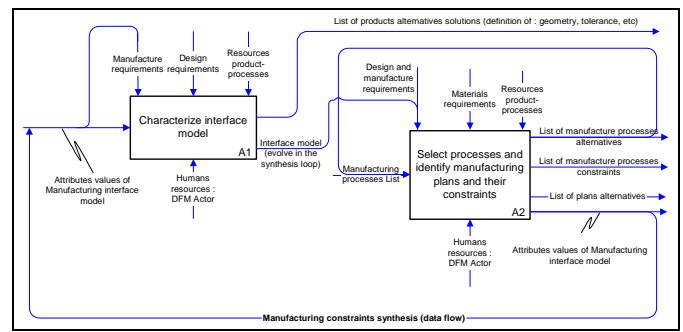 List of products alternatives solutions (definition of : geometry, tolerance, etc)
Manufacture
requirements
Design
requirements
Resources
product-
processes
Characterize interface
model
A1
Interface model
(evolve in the
synthesis loop)
Attributes values of
Manufacturing interface
model
Humans
resources :
DFM Actor
Design and
manufacture
requirements
Materials
requirements
Resources
product-
processes
Manufacturing
processes List
Select processes and
identify manufacturing
plans and their
constraints
A2
List of manufacture processes
alternatives
List of manufacture processes
constraints
List of plans alternatives
Attributes values of Manufacturing
interface model
Humans
resources :
DFM Actor
Manufacturing constraints synthesis (data flow)